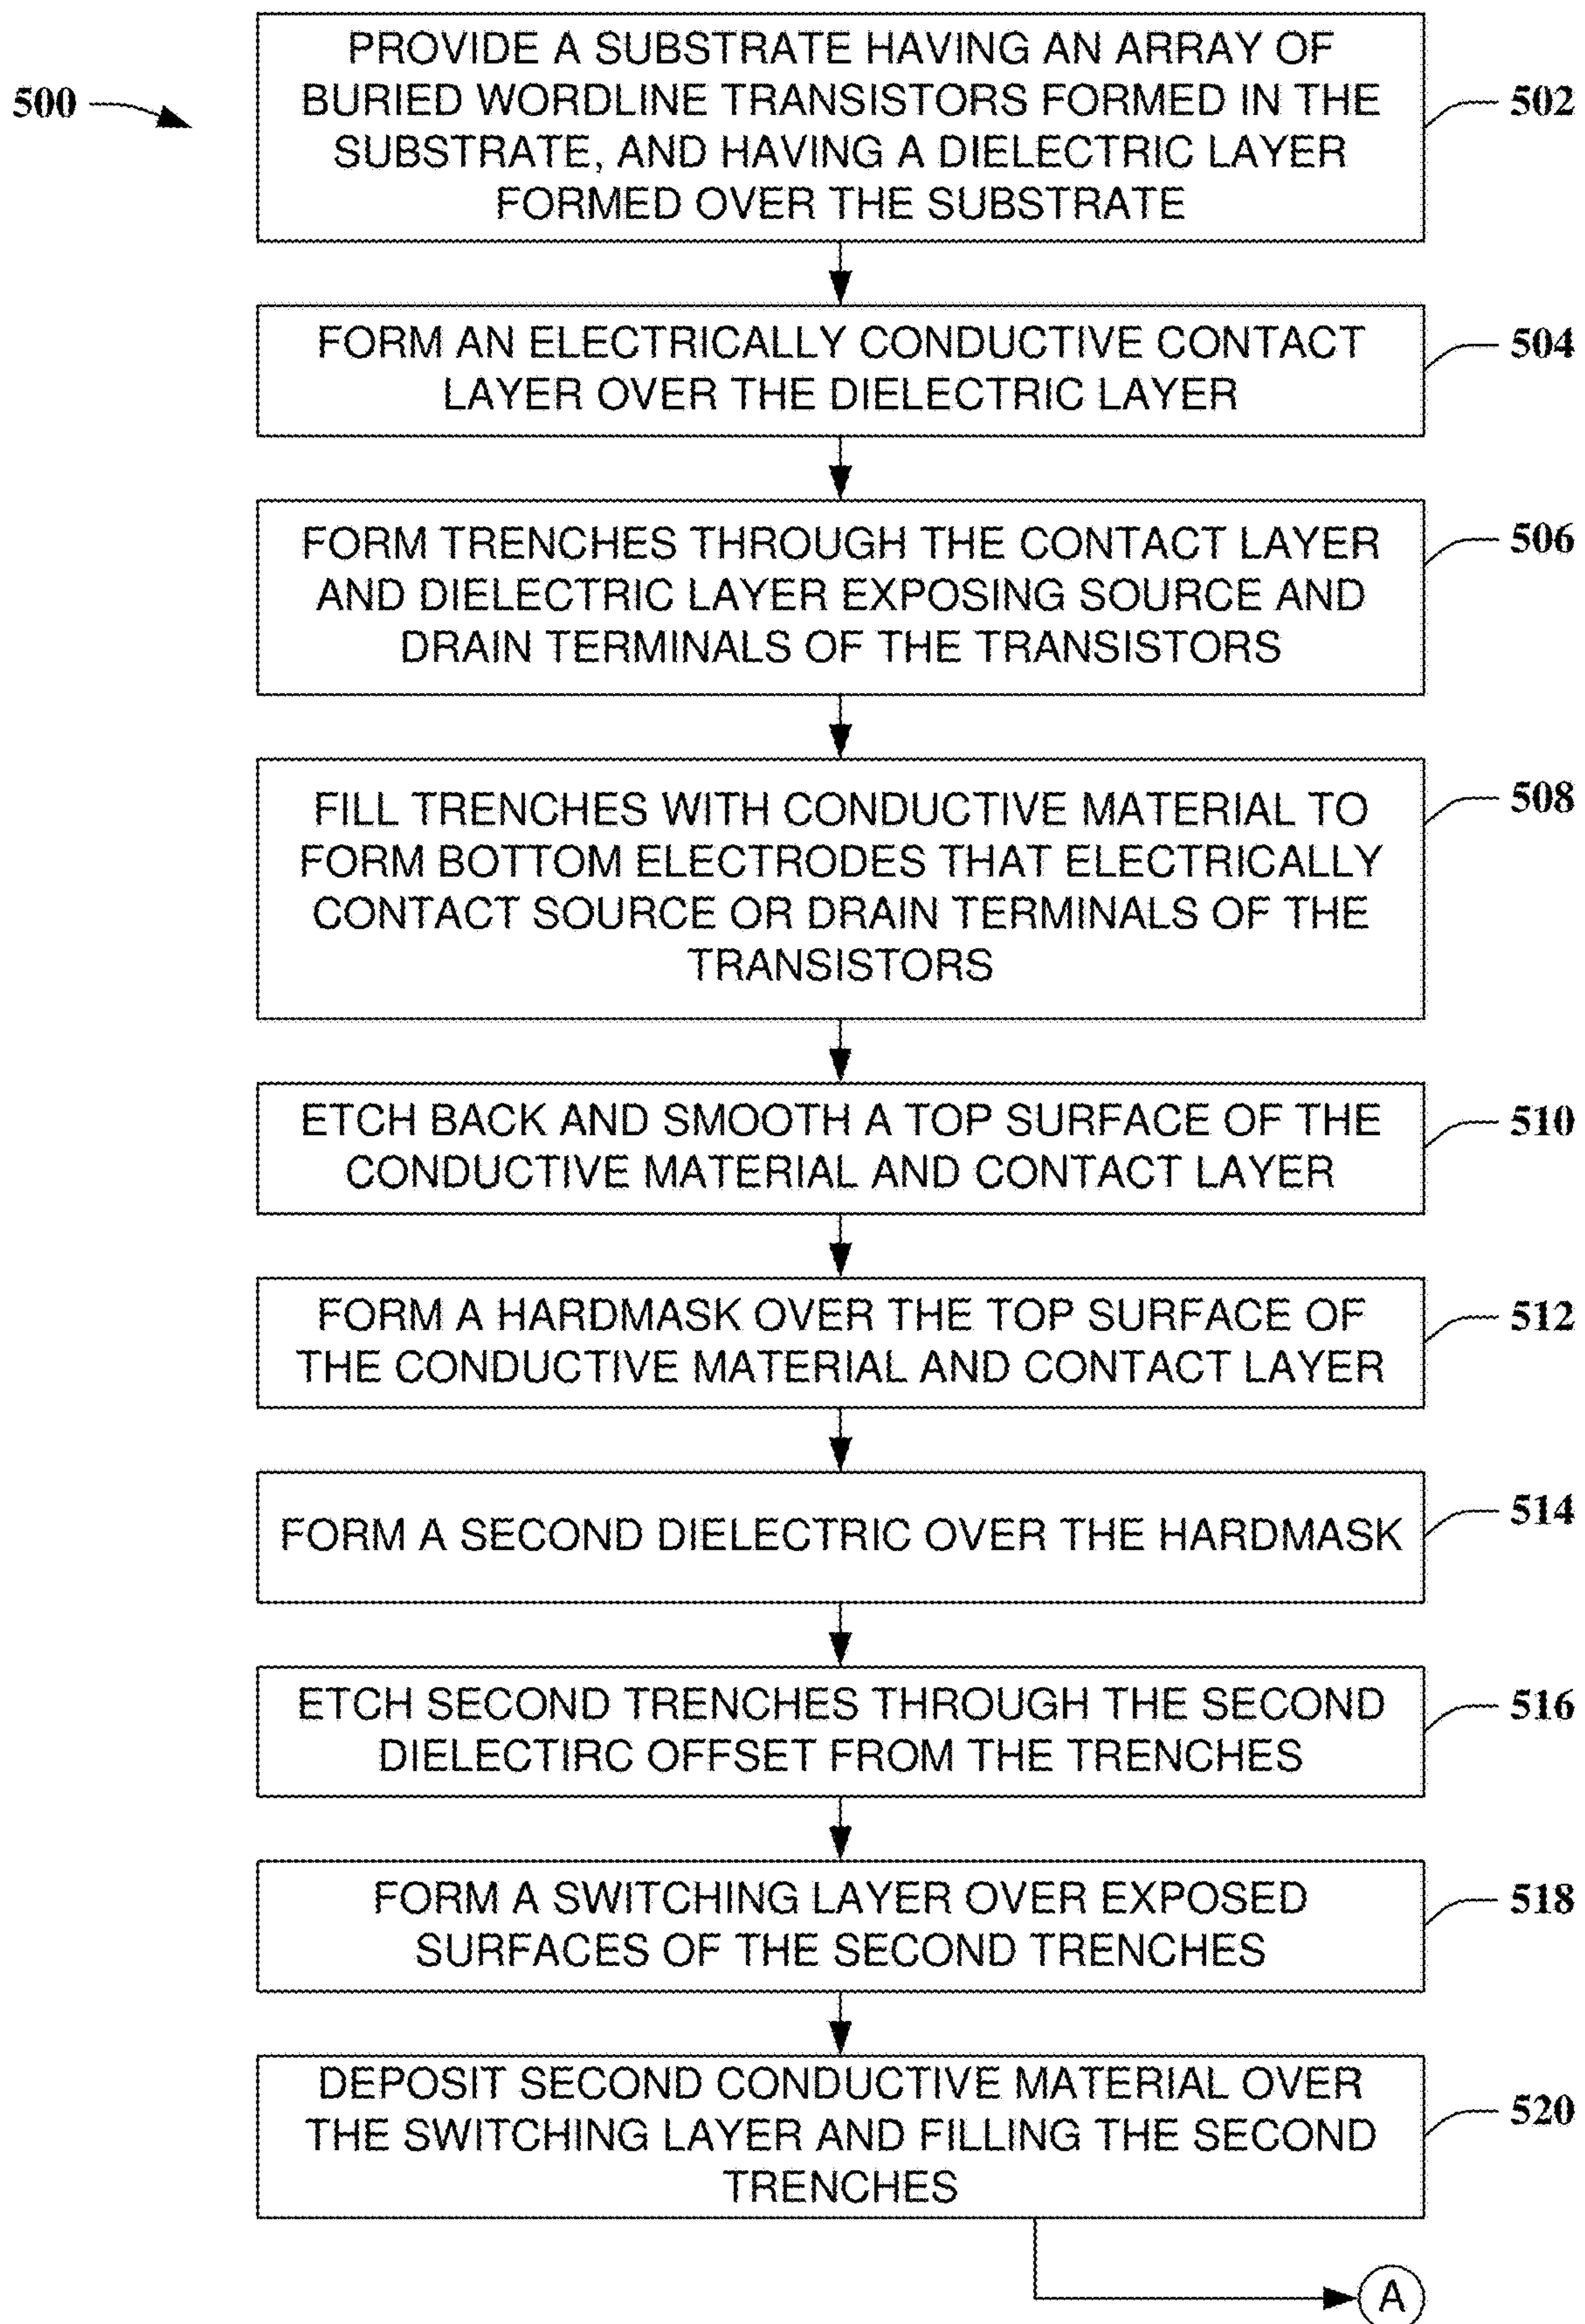 500
PROVIDE A SUBSTRATE HAVING AN ARRAY OF
BURIED WORDLINE TRANSISTORS FORMED IN THE
SUBSTRATE, AND HAVING A DIELECTRIC LAYER
FORMED OVER THE SUBSTRATE
502
FORM AN ELECTRICALLY CONDUCTIVE CONTACT
LAYER OVER THE DIELECTRIC LAYER
504
FORM TRENCHES THROUGH THE CONTACT LAYER
AND DIELECTRIC LAYER EXPOSING SOURCE AND
DRAIN TERMINALS OF THE TRANSISTORS
506
FILL TRENCHES WITH CONDUCTIVE MATERIAL TO
FORM BOTTOM ELECTRODES THAT ELECTRICALLY
CONTACT SOURCE OR DRAIN TERMINALS OF THE
TRANSISTORS
508
ETCH BACK AND SMOOTH A TOP SURFACE OF THE
CONDUCTIVE MATERIAL AND CONTACT LAYER
510
FORM A HARDMASK OVER THE TOP SURFACE OF
THE CONDUCTIVE MATERIAL AND CONTACT LAYER
512
FORM A SECOND DIELECTRIC OVER THE HARDMASK
514
ETCH SECOND TRENCHES THROUGH THE SECOND
DIELECTIRC OFFSET FROM THE TRENCHES
516
FORM A SWITCHING LAYER OVER EXPOSED
SURFACES OF THE SECOND TRENCHES
518
DEPOSIT SECOND CONDUCTIVE MATERIAL OVER
THE SWITCHING LAYER AND FILLING THE SECOND
TRENCHES
520
A